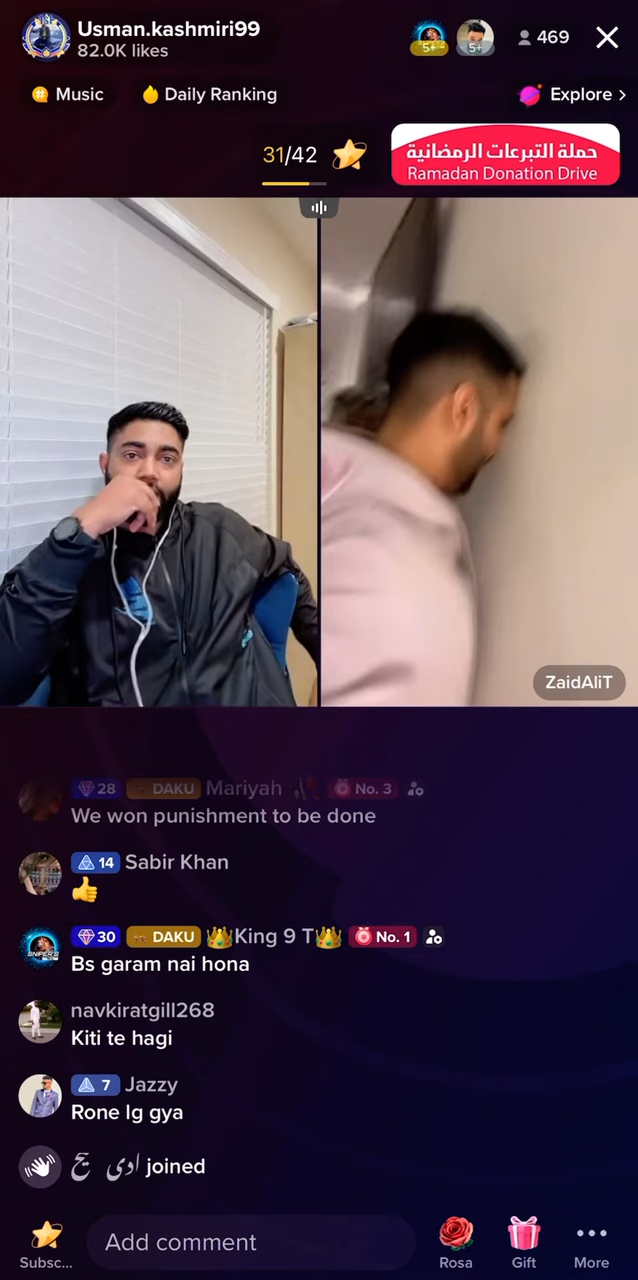 Usman.kashmiri99
82.0K likes
5+
5+
469
Music
Daily Ranking
Explore
31/42
حملة التبرعات الرمضانية
Ramadan Donation Drive
ZaidAliT
28 DAKU Mariyah No. 3
We won punishment to be done
14 Sabir Khan
👍
30 DAKU 👑King 9 T👑 No. 1
Bs garam nai hona
navkiratgill268
Kiti te hagi
7 Jazzy
Rone lg gya
joined
Subsc...
Add comment
Rosa
Gift
More